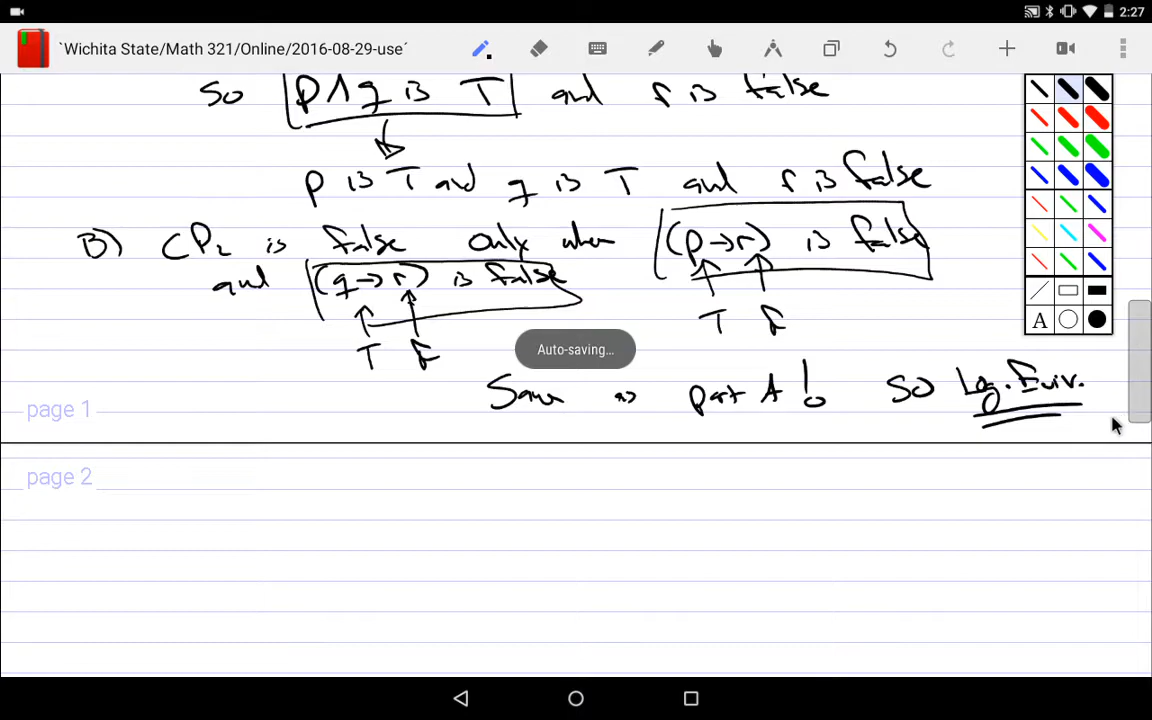 2:27
`Wichita State/Math 321/Online/2016-08-29-use´
So p∧q is T and r is false
p is T and q is T and r is false
B) CP₂ is false only when (p→r) is false
and (q→r) is false
T F
T F
Auto-saving...
Same as part A! So Log. Equiv.
page 1
page 2
A